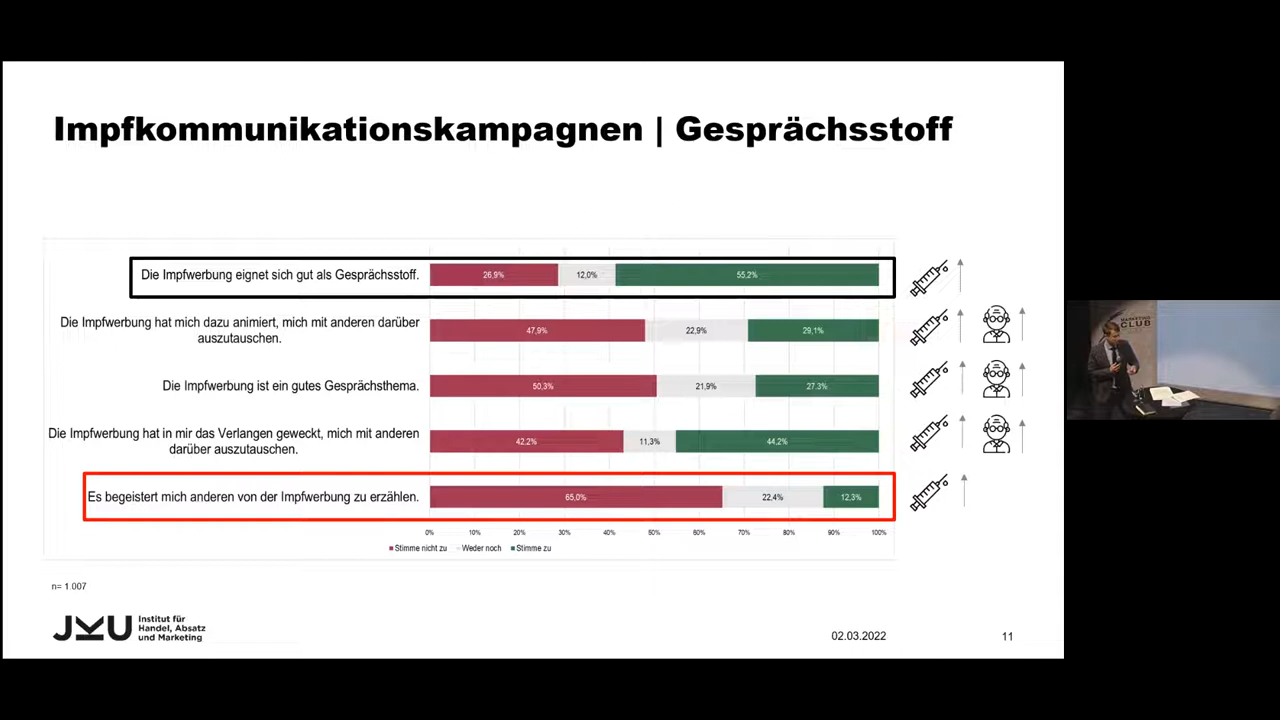 Impfkommunikationskampagnen | Gesprächsstoff
Die Impfwerbung eignet sich gut als Gesprächsstoff.
26,9%
12,0%
55,2%
Die Impfwerbung hat mich dazu animiert, mich mit anderen darüber
auszutauschen.
47,9%
22,9%
29,1%
Die Impfwerbung ist ein gutes Gesprächsthema.
50,3%
21,9%
27,3%
Die Impfwerbung hat in mir das Verlangen geweckt, mich mit anderen
darüber auszutauschen.
42,2%
11,3%
44,2%
Es begeistert mich anderen von der Impfwerbung zu erzählen.
65,0%
22,4%
12,3%
0% 10% 20% 30% 40% 50% 60% 70% 80% 90% 100%
Stimme nicht zu Weder noch Stimme zu
n= 1.007
JKU
Institut für
Handel, Absatz
und Marketing
02.03.2022
11
MARKETING
CLUB